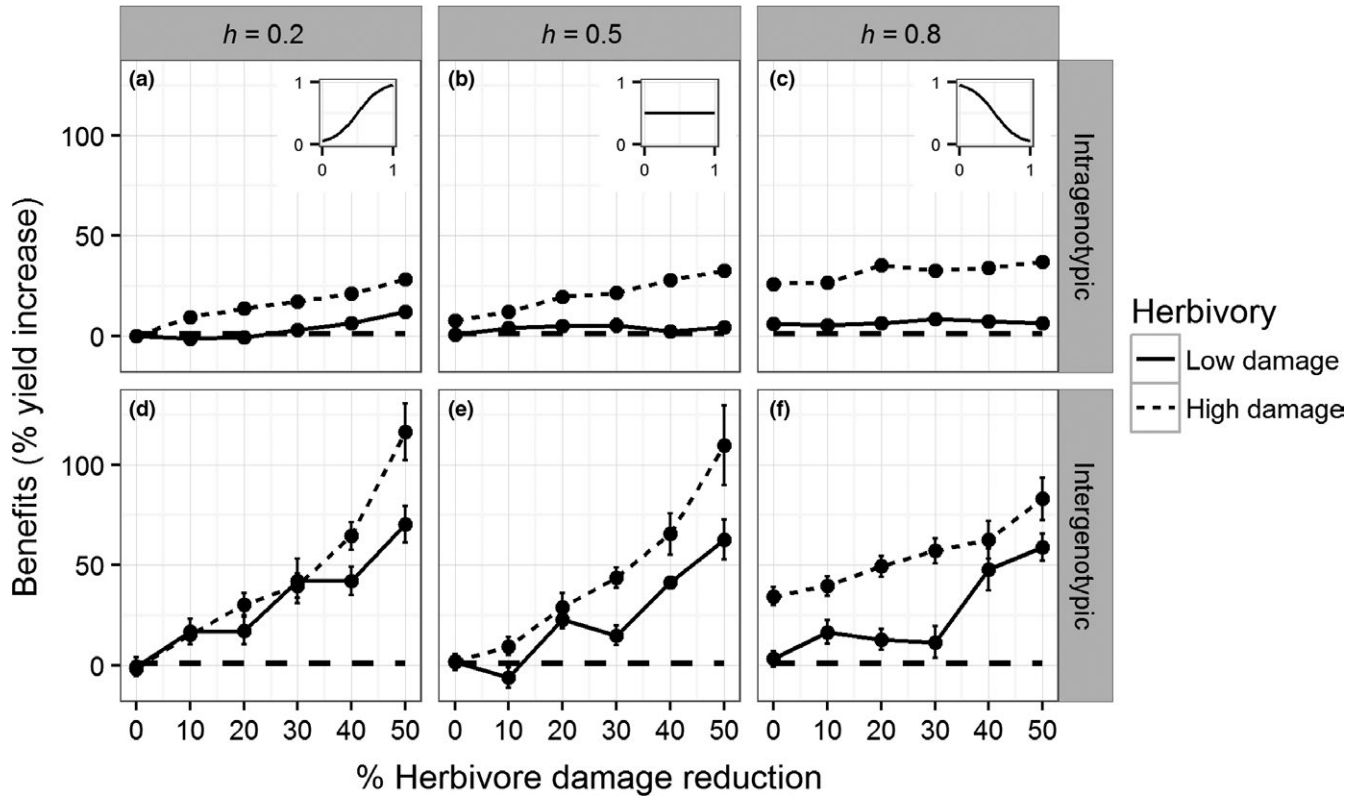 h = 0.2
h = 0.5
h = 0.8
(a)
1
0
0 1
(b)
1
0
0 1
(c)
1
0
0 1
100
50
0
Intragenotypic
(d)
(e)
(f)
100
50
0
Intergenotypic
Benefits (% yield increase)
0 10 20 30 40 50
0 10 20 30 40 50
0 10 20 30 40 50
% Herbivore damage reduction
Herbivory
Low damage
High damage